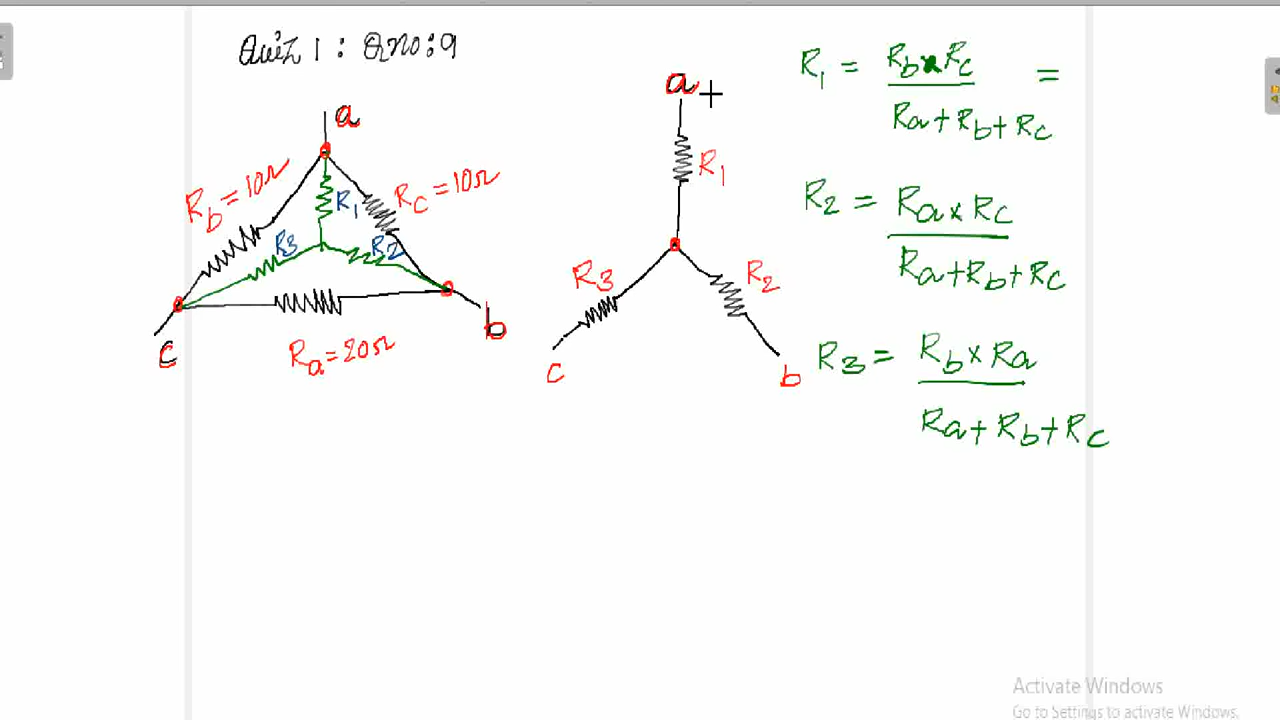 Quiz 1 : Qno:9
a
Rb = 10Ω
Rc = 10Ω
R1
R3
R2
c
b
Ra = 20Ω
a
R1
R3
R2
c
b
R1 = Rb × Rc =
Ra + Rb + Rc
R2 = Ra × Rc
Ra + Rb + Rc
R3 = Rb × Ra
Ra + Rb + Rc
Activate Windows
Go to Settings to activate Windows.